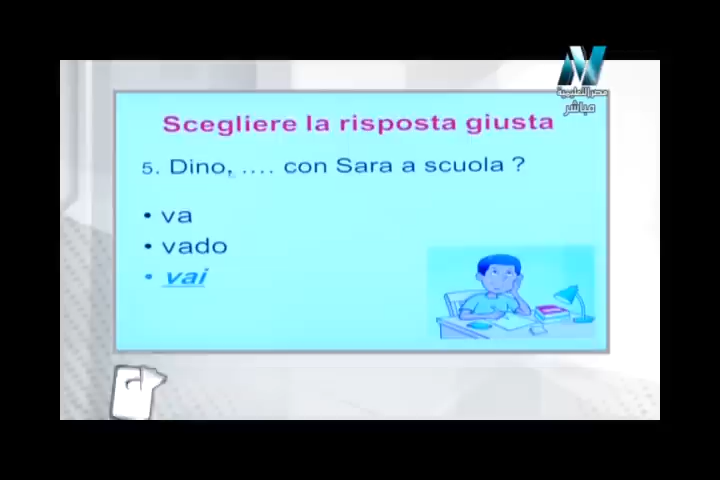 مصر التعليمية
مباشر
Scegliere la risposta giusta
5. Dino, .... con Sara a scuola ?
• va
• vado
• vai